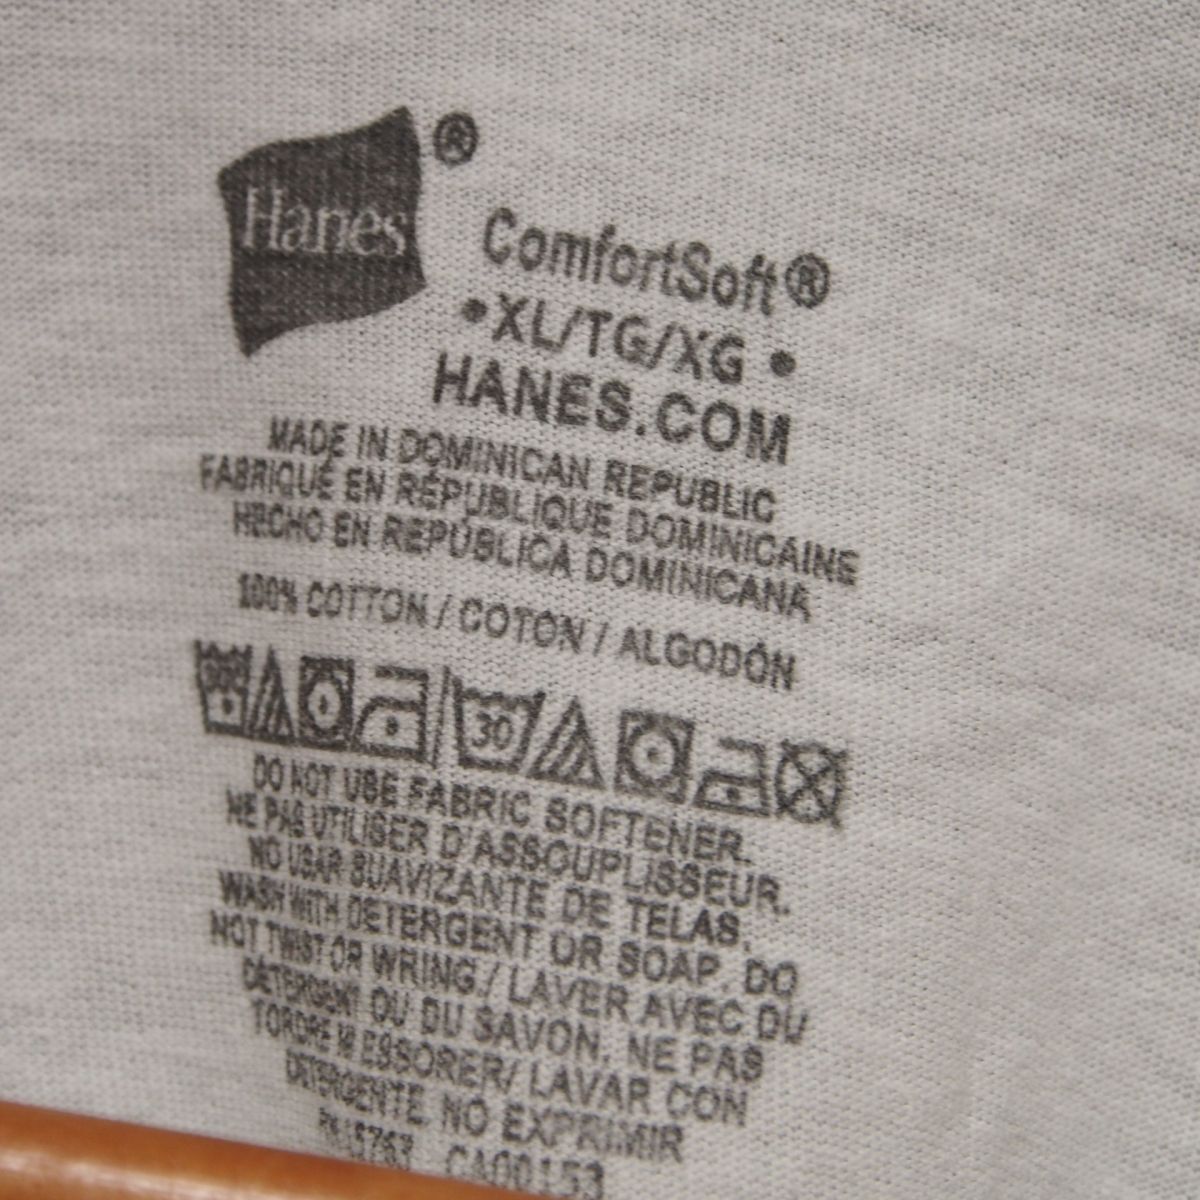 Hanes®
ComfortSoft®
•XL/TG/XG•
HANES.COM
MADE IN DOMINICAN REPUBLIC
FABRIQUÉ EN RÉPUBLIQUE DOMINICAINE
HECHO EN REPÚBLICA DOMINICANA
100% COTTON / COTON / ALGODÓN
30
DO NOT USE FABRIC SOFTENER.
NE PAS UTILISER D'ASSOUPLISSEUR.
NO USAR SUAVIZANTE DE TELAS.
WASH WITH DETERGENT OR SOAP. DO
NOT TWIST OR WRING./ LAVER AVEC DU
DÉTERGENT OU DU SAVON. NE PAS
TORDRE NI ESSORER/ LAVAR CON
DETERGENTE. NO EXPRIMIR
15763 CA00153